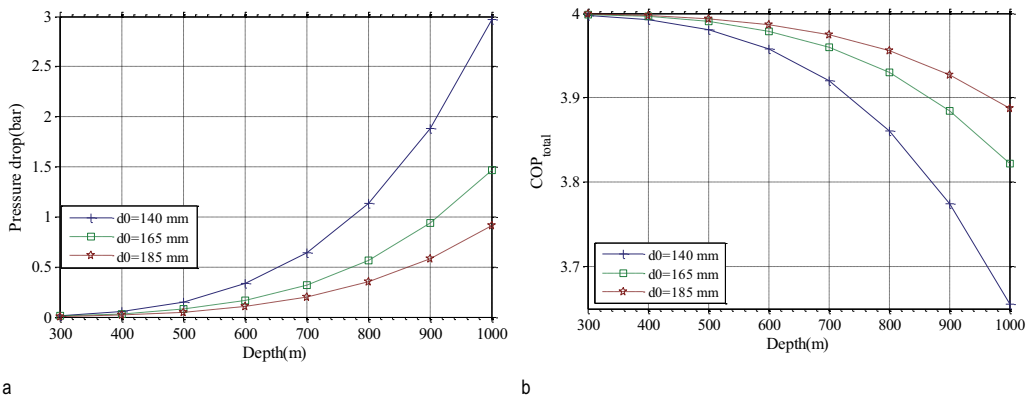 3
2.5
2
1.5
1
0.5
0
Pressure drop(bar)
d0=140 mm
d0=165 mm
d0=185 mm
300 400 500 600 700 800 900 1000
Depth(m)
a
4
3.9
3.8
3.7
COPtotal
d0=140 mm
d0=165 mm
d0=185 mm
300 400 500 600 700 800 900 1000
Depth(m)
b